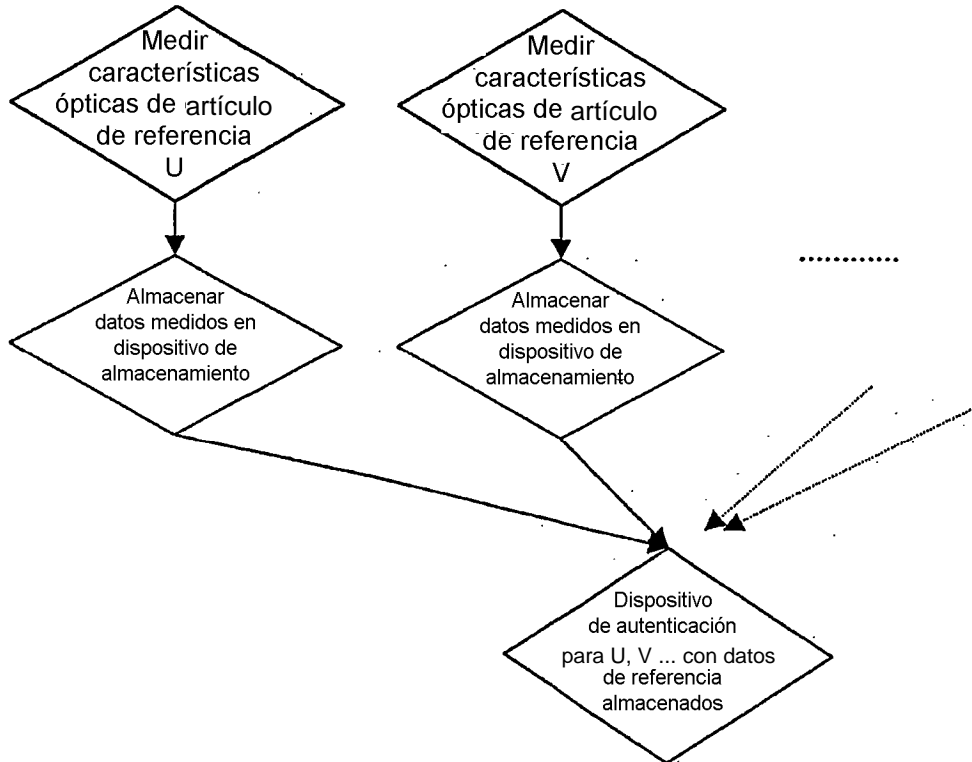 Medir
características
ópticas de artículo
de referencia
U
Medir
características
ópticas de artículo
de referencia
V
Almacenar
datos medidos en
dispositivo de
almacenamiento
Almacenar
datos medidos en
dispositivo de
almacenamiento
Dispositivo
de autenticación
para U, V ... con datos
de referencia
almacenados